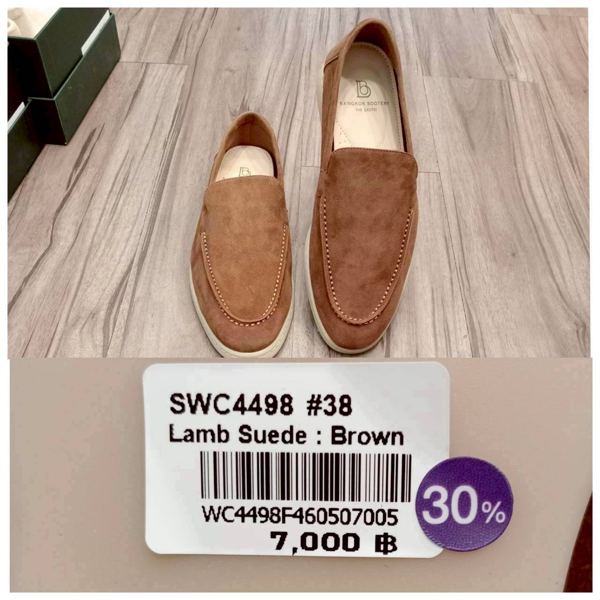 B
BANGKOK BOOTERY
B
SWC4498 #38
Lamb Suede : Brown
WC4498F460507005
7,000 ฿
30%